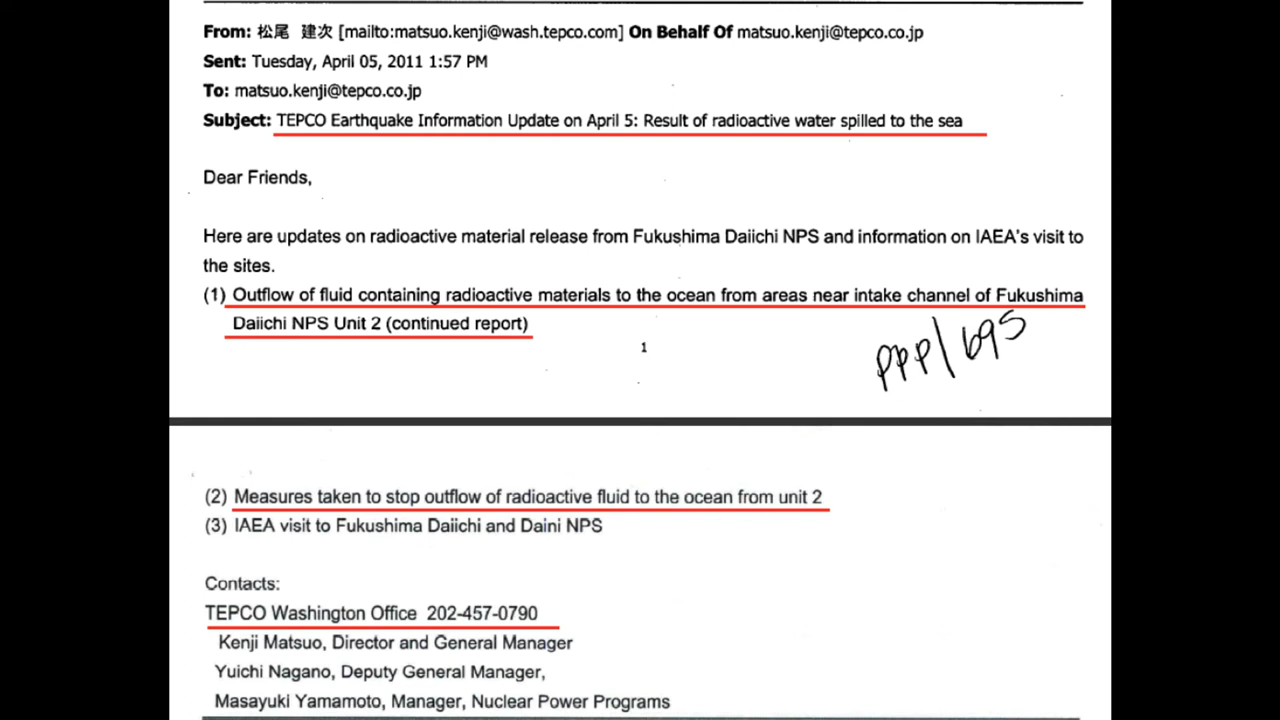 From: 松尾 建次 [mailto:matsuo.kenji@wash.tepco.com] On Behalf Of matsuo.kenji@tepco.co.jp
Sent: Tuesday, April 05, 2011 1:57 PM
To: matsuo.kenji@tepco.co.jp
Subject: TEPCO Earthquake Information Update on April 5: Result of radioactive water spilled to the sea
Dear Friends,
Here are updates on radioactive material release from Fukushima Daiichi NPS and information on IAEA's visit to
the sites.
(1) Outflow of fluid containing radioactive materials to the ocean from areas near intake channel of Fukushima
Daiichi NPS Unit 2 (continued report)
1
PPP/695
(2) Measures taken to stop outflow of radioactive fluid to the ocean from unit 2
(3) IAEA visit to Fukushima Daiichi and Daini NPS
Contacts:
TEPCO Washington Office 202-457-0790
Kenji Matsuo, Director and General Manager
Yuichi Nagano, Deputy General Manager,
Masayuki Yamamoto, Manager, Nuclear Power Programs